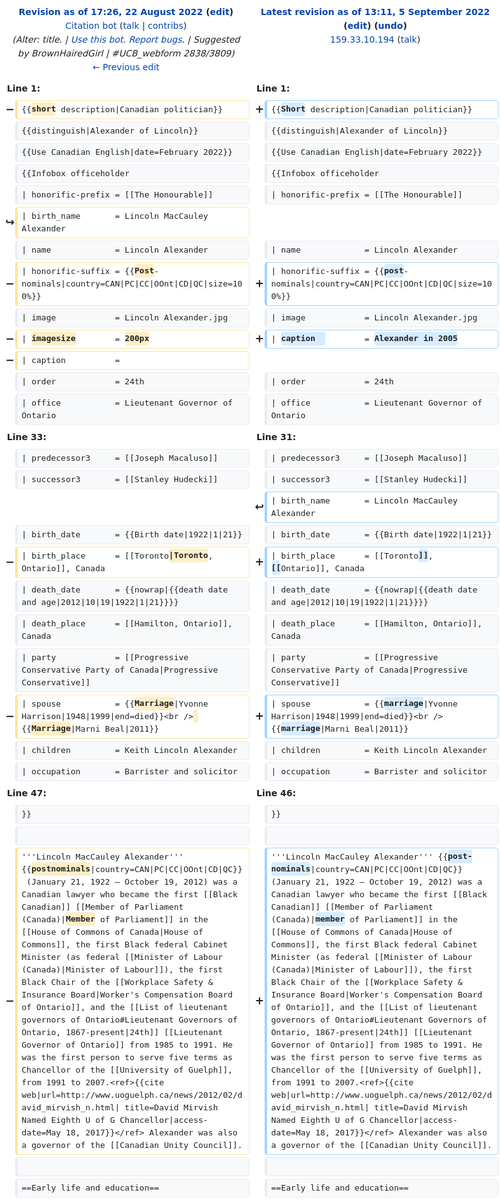 Revision as of 17:26, 22 August 2022 (edit)
Citation bot (talk | contribs)
(Alter: title. | Use this bot. Report bugs. | Suggested
by BrownHairedGirl | #UCB_webform 2838/3809)
← Previous edit
Latest revision as of 13:11, 5 September 2022
(edit) (undo)
159.33.10.194 (talk)
Line 1:
Line 1:
− {{short description|Canadian politician}}
+ {{Short description|Canadian politician}}
{{distinguish|Alexander of Lincoln}}
{{distinguish|Alexander of Lincoln}}
{{Use Canadian English|date=February 2022}}
{{Use Canadian English|date=February 2022}}
{{Infobox officeholder
{{Infobox officeholder
| honorific-prefix = [[The Honourable]]
| honorific-prefix = [[The Honourable]]
↪ | birth_name = Lincoln MacCauley
Alexander
| name = Lincoln Alexander
| name = Lincoln Alexander
− | honorific-suffix = {{Post-
nominals|country=CAN|PC|CC|OOnt|CD|QC|size=10
0%}}
+ | honorific-suffix = {{post-
nominals|country=CAN|PC|CC|OOnt|CD|QC|size=10
0%}}
| image = Lincoln Alexander.jpg
| image = Lincoln Alexander.jpg
− | imagesize = 200px
+ | caption = Alexander in 2005
− | caption =
| order = 24th
| order = 24th
| office = Lieutenant Governor of
Ontario
| office = Lieutenant Governor of
Ontario
Line 33:
Line 31:
| predecessor3 = [[Joseph Macaluso]]
| predecessor3 = [[Joseph Macaluso]]
| successor3 = [[Stanley Hudecki]]
| successor3 = [[Stanley Hudecki]]
↩ | birth_name = Lincoln MacCauley
Alexander
| birth_date = {{Birth date|1922|1|21}}
| birth_date = {{Birth date|1922|1|21}}
− | birth_place = [[Toronto|Toronto,
Ontario]], Canada
+ | birth_place = [[Toronto]],
[[Ontario]], Canada
| death_date = {{nowrap|{{death date
and age|2012|10|19|1922|1|21}}}}
| death_date = {{nowrap|{{death date
and age|2012|10|19|1922|1|21}}}}
| death_place = [[Hamilton, Ontario]],
Canada
| death_place = [[Hamilton, Ontario]],
Canada
| party = [[Progressive
Conservative Party of Canada|Progressive
Conservative]]
| party = [[Progressive
Conservative Party of Canada|Progressive
Conservative]]
− | spouse = {{Marriage|Yvonne
Harrison|1948|1999|end=died}}<br />
{{Marriage|Marni Beal|2011}}
+ | spouse = {{marriage|Yvonne
Harrison|1948|1999|end=died}}<br />
{{marriage|Marni Beal|2011}}
| children = Keith Lincoln Alexander
| children = Keith Lincoln Alexander
| occupation = Barrister and solicitor
| occupation = Barrister and solicitor
Line 47:
Line 46:
}}
}}
− '''Lincoln MacCauley Alexander'''
{{postnominals|country=CAN|PC|CC|OOnt|CD|QC}}
(January 21, 1922 – October 19, 2012) was a
Canadian lawyer who became the first [[Black
Canadian]] [[Member of Parliament
(Canada)|Member of Parliament]] in the
[[House of Commons of Canada|House of
Commons]], the first Black federal Cabinet
Minister (as federal [[Minister of Labour
(Canada)|Minister of Labour]]), the first
Black Chair of the [[Workplace Safety &
Insurance Board|Worker's Compensation Board
of Ontario]], and the [[List of lieutenant
governors of Ontario#Lieutenant Governors of
Ontario, 1867-present|24th]] [[Lieutenant
Governor of Ontario]] from 1985 to 1991. He
was the first person to serve five terms as
Chancellor of the [[University of Guelph]],
from 1991 to 2007.<ref>{{cite
web|url=http://www.uoguelph.ca/news/2012/02/d
avid_mirvish_n.html| title=David Mirvish
Named Eighth U of G Chancellor|access-
date=May 18, 2017}}</ref> Alexander was also
a governor of the [[Canadian Unity Council]].
+ '''Lincoln MacCauley Alexander''' {{post-
nominals|country=CAN|PC|CC|OOnt|CD|QC}}
(January 21, 1922 – October 19, 2012) was a
Canadian lawyer who became the first [[Black
Canadian]] [[Member of Parliament
(Canada)|member of Parliament]] in the
[[House of Commons of Canada|House of
Commons]], the first Black federal Cabinet
Minister (as federal [[Minister of Labour
(Canada)|Minister of Labour]]), the first
Black Chair of the [[Workplace Safety &
Insurance Board|Worker's Compensation Board
of Ontario]], and the [[List of lieutenant
governors of Ontario#Lieutenant Governors of
Ontario, 1867-present|24th]] [[Lieutenant
Governor of Ontario]] from 1985 to 1991. He
was the first person to serve five terms as
Chancellor of the [[University of Guelph]],
from 1991 to 2007.<ref>{{cite
web|url=http://www.uoguelph.ca/news/2012/02/d
avid_mirvish_n.html| title=David Mirvish
Named Eighth U of G Chancellor|access-
date=May 18, 2017}}</ref> Alexander was also
a governor of the [[Canadian Unity Council]].
==Early life and education==
==Early life and education==